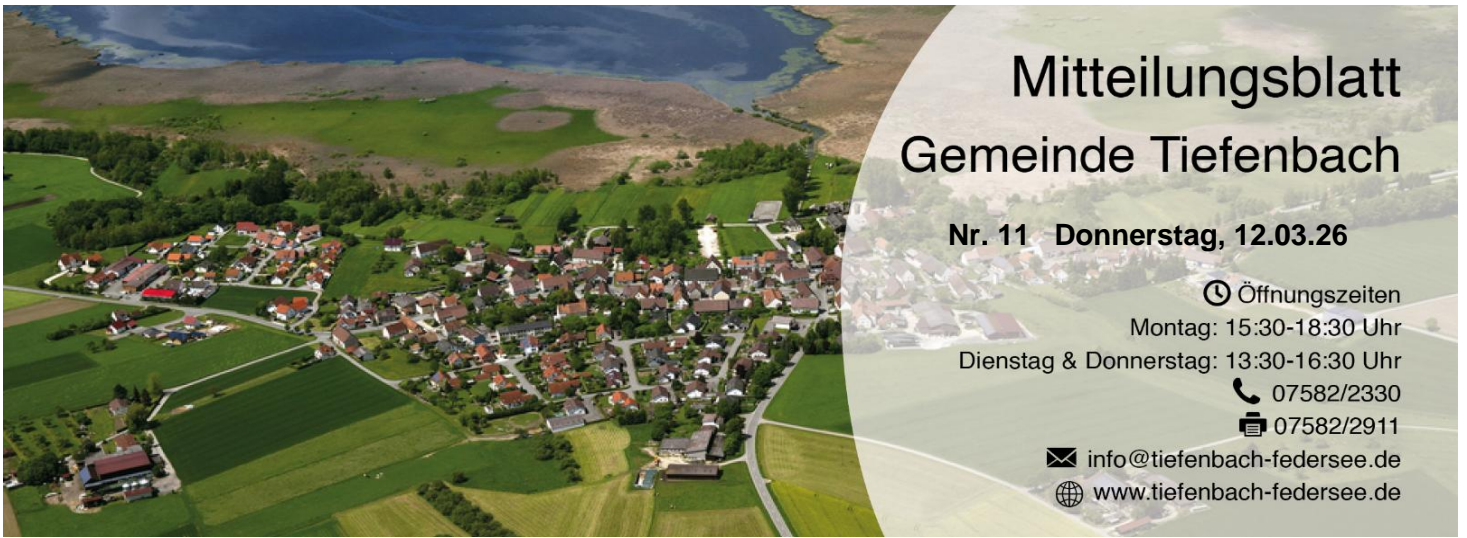 Mitteilungsblatt
Gemeinde Tiefenbach
Nr. 11 Donnerstag, 12.03.26
Öffnungszeiten
Montag: 15:30-18:30 Uhr
Dienstag & Donnerstag: 13:30-16:30 Uhr
07582/2330
07582/2911
info@tiefenbach-federsee.de
www.tiefenbach-federsee.de